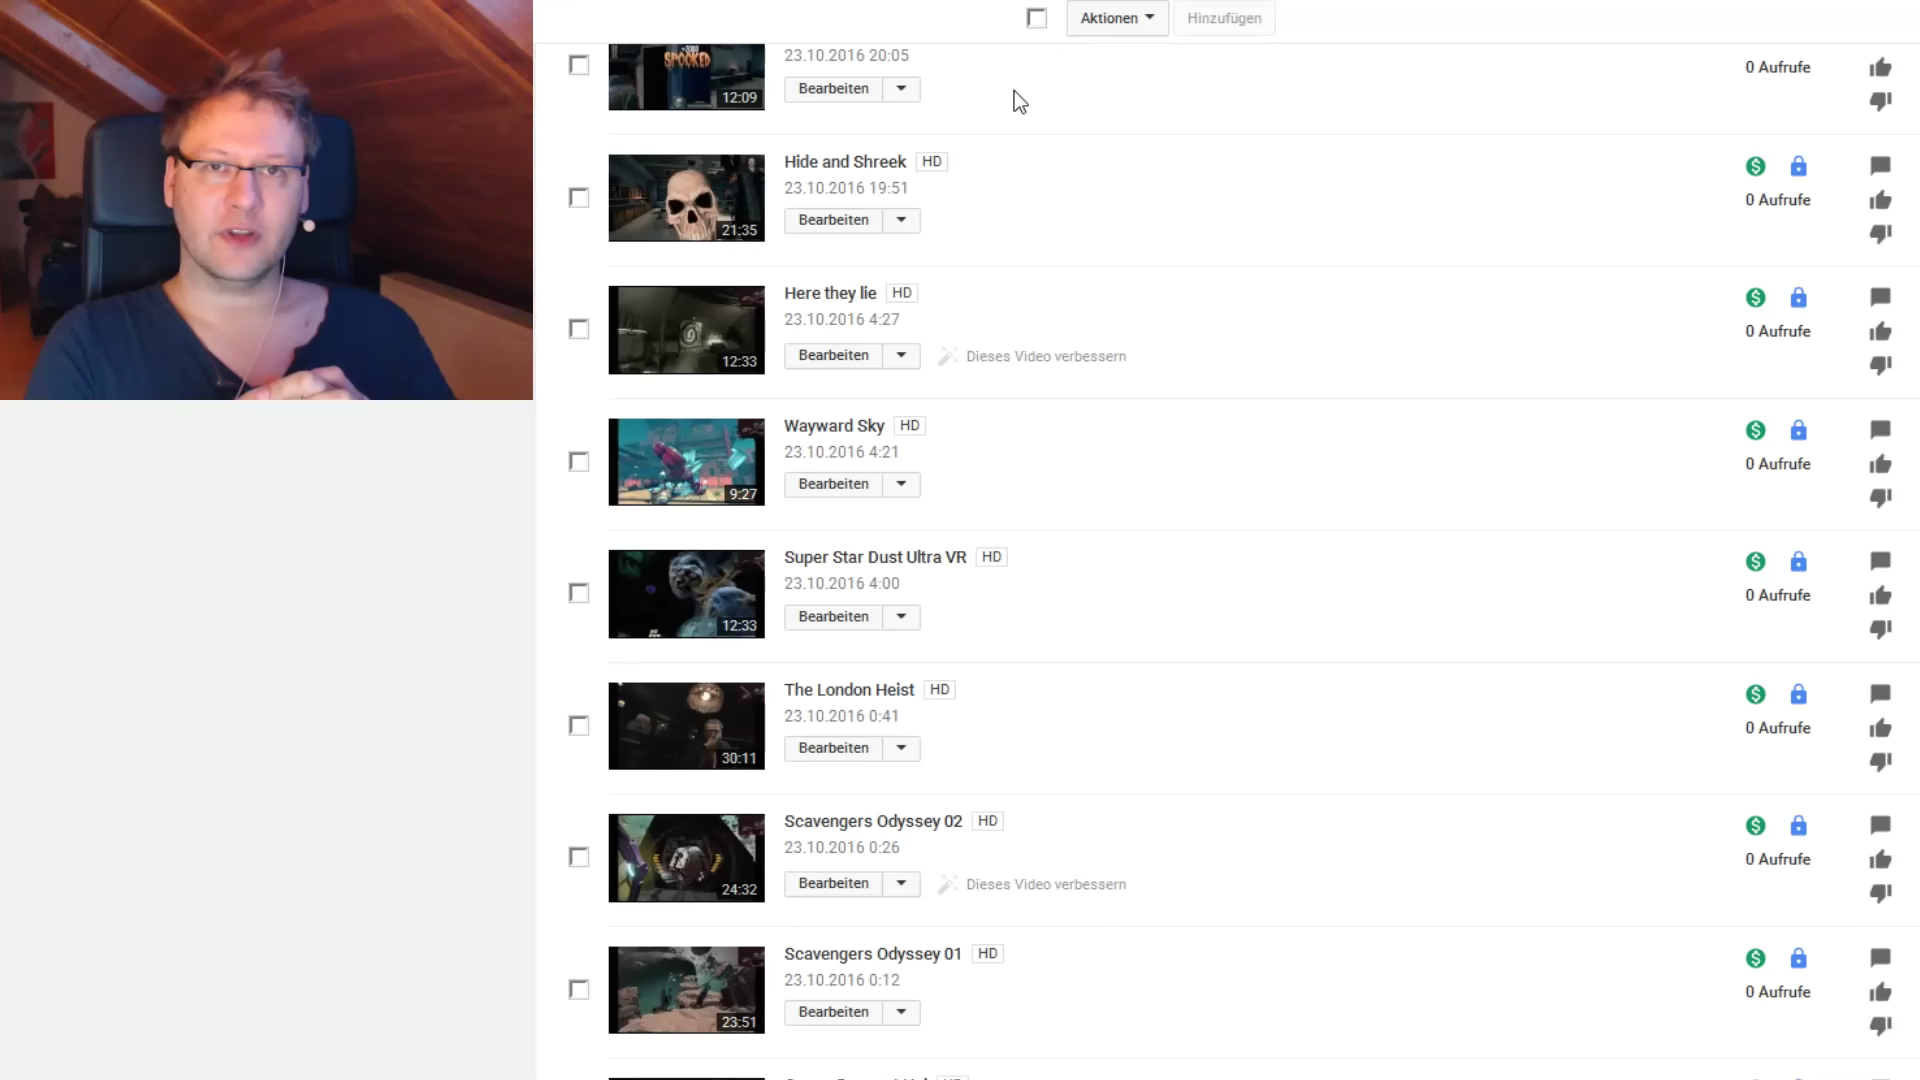 Aktionen
Hinzufügen
SPOOKED
12:09
23.10.2016 20:05
Bearbeiten
0 Aufrufe
21:35
Hide and Shreek HD
23.10.2016 19:51
Bearbeiten
0 Aufrufe
12:33
Here they lie HD
23.10.2016 4:27
Bearbeiten
Dieses Video verbessern
0 Aufrufe
9:27
Wayward Sky HD
23.10.2016 4:21
Bearbeiten
0 Aufrufe
12:33
Super Star Dust Ultra VR HD
23.10.2016 4:00
Bearbeiten
0 Aufrufe
30:11
The London Heist HD
23.10.2016 0:41
Bearbeiten
0 Aufrufe
24:32
Scavengers Odyssey 02 HD
23.10.2016 0:26
Bearbeiten
Dieses Video verbessern
0 Aufrufe
23:51
Scavengers Odyssey 01 HD
23.10.2016 0:12
Bearbeiten
0 Aufrufe